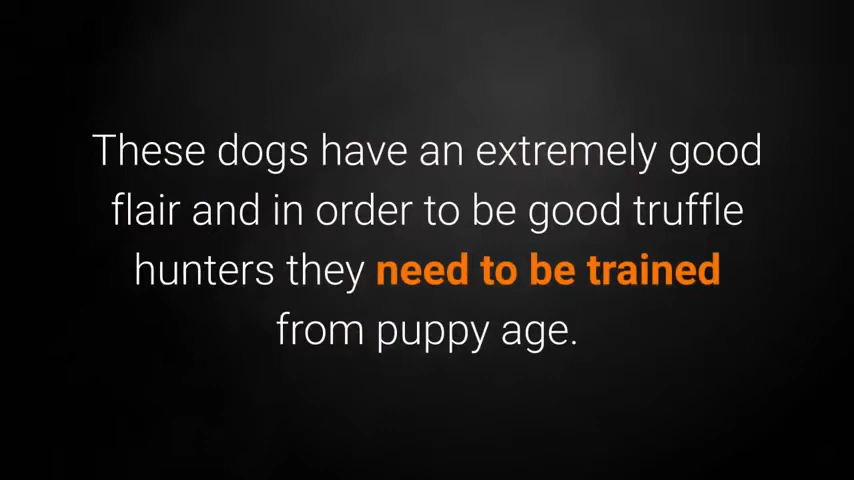 These dogs have an extremely good
flair and in order to be good truffle
hunters they need to be trained
from puppy age.